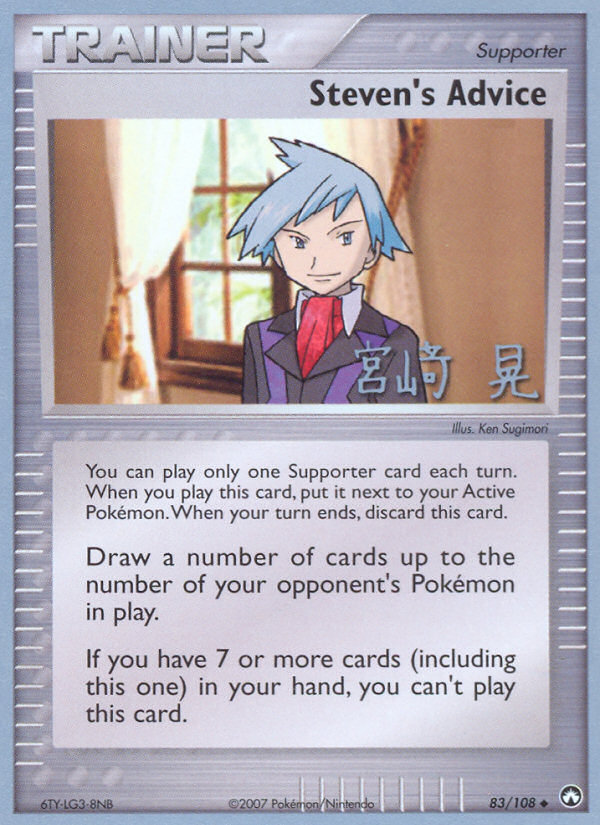 TRAINER
Supporter
Steven's Advice
宮崎 晃
Illus. Ken Sugimori
You can play only one Supporter card each turn.
When you play this card, put it next to your Active
Pokémon. When your turn ends, discard this card.
Draw a number of cards up to the
number of your opponent's Pokémon
in play.
If you have 7 or more cards (including
this one) in your hand, you can't play
this card.
6TY-LG3-8NB
©2007 Pokémon/Nintendo
83/108